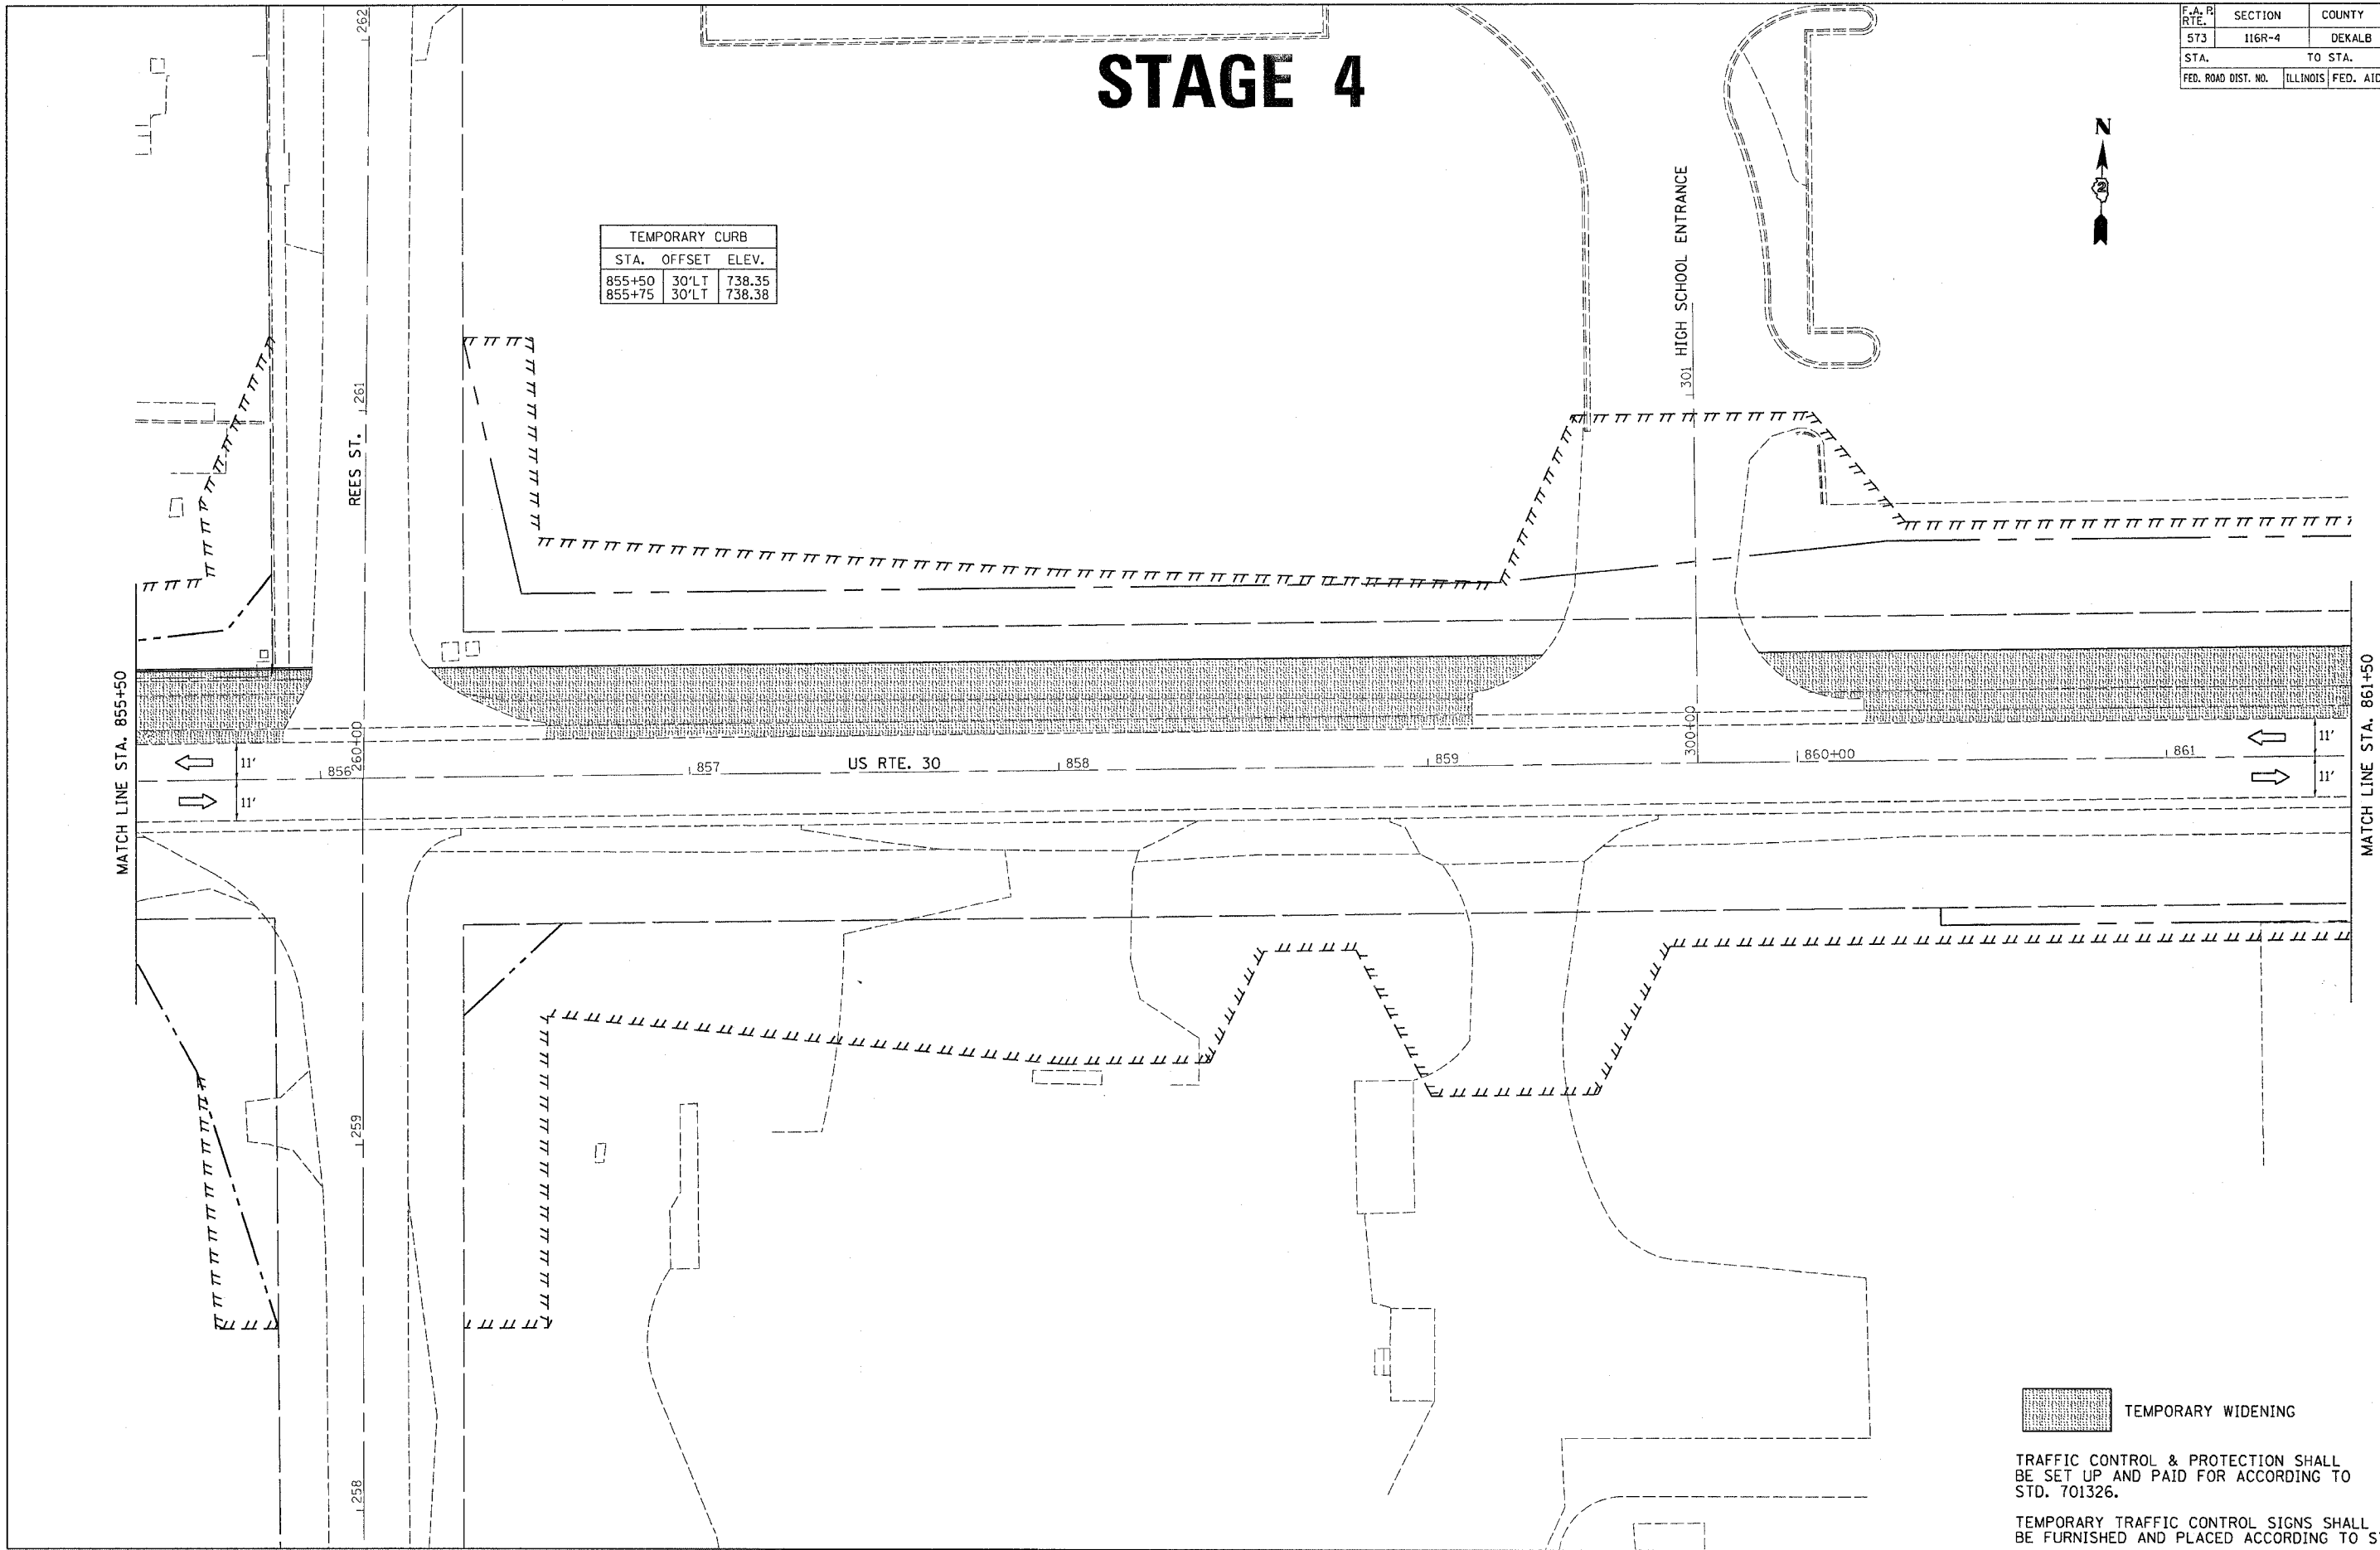 STAGE 4
F.A.P. RTE. SECTION COUNTY
573 116R-4 DEKALB
STA. TO STA.
FED. ROAD DIST. NO. ILLINOIS FED. AID
N
2
TEMPORARY CURB
STA. OFFSET ELEV.
855+50 30'LT 738.35
855+75 30'LT 738.38
262
261
REES ST.
260+00
259
258
301 HIGH SCHOOL ENTRANCE
300+00
MATCH LINE STA. 855+50
MATCH LINE STA. 861+50
11'
11'
856
857
US RTE. 30
858
859
860+00
861
11'
11'
TEMPORARY WIDENING
TRAFFIC CONTROL & PROTECTION SHALL
BE SET UP AND PAID FOR ACCORDING TO
STD. 701326.
TEMPORARY TRAFFIC CONTROL SIGNS SHALL
BE FURNISHED AND PLACED ACCORDING TO